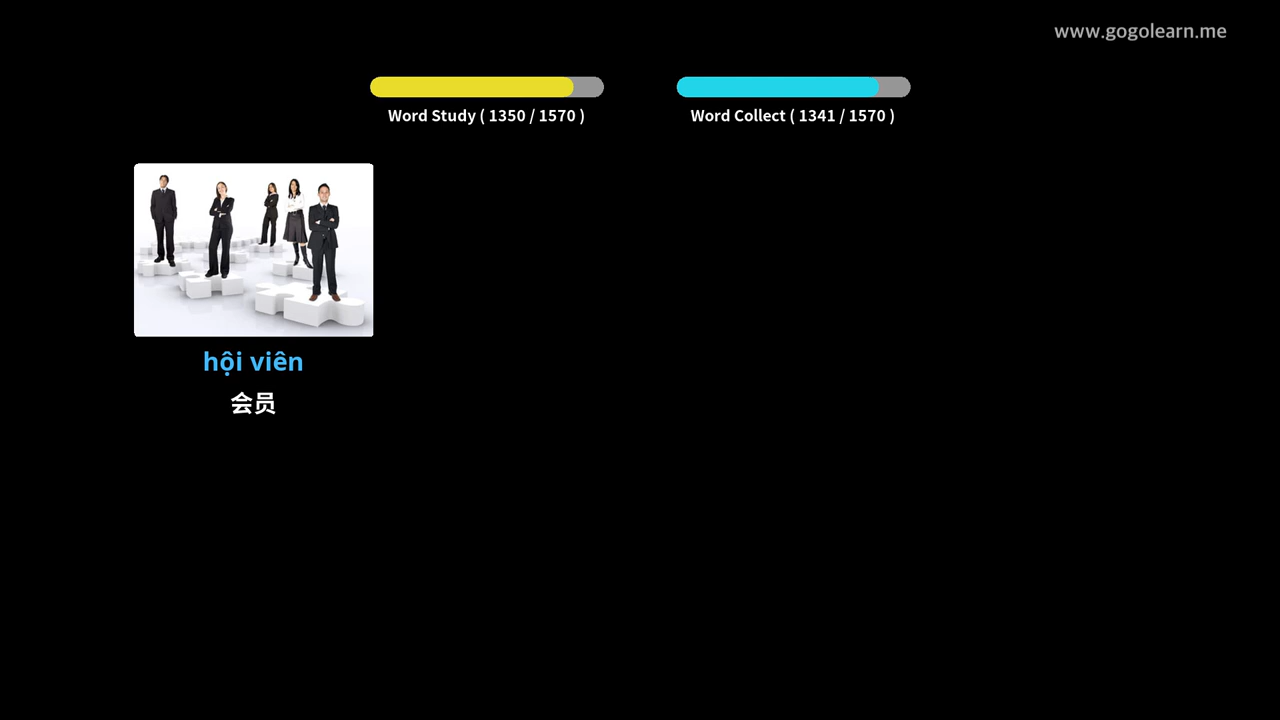 www.gogolearn.me
Word Study ( 1350 / 1570 )
Word Collect ( 1341 / 1570 )
hội viên
会员